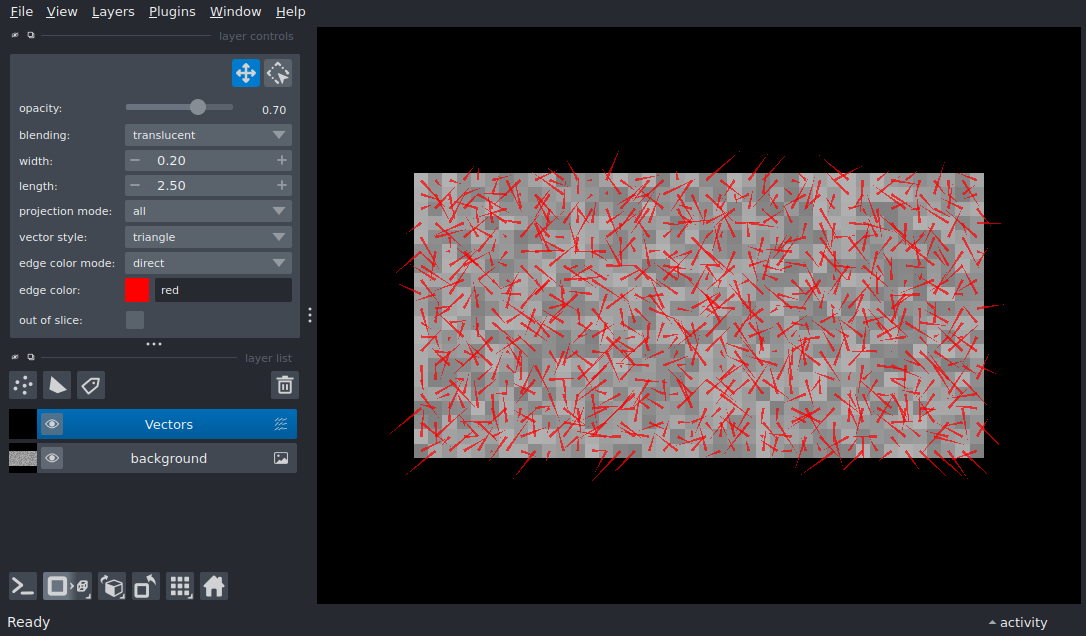 File View Layers Plugins Window Help
layer controls
opacity: 0.70
blending: translucent
width: − 0.20 +
length: − 2.50 +
projection mode: all
vector style: triangle
edge color mode: direct
edge color: red
out of slice:
layer list
Vectors
background
Ready
activity